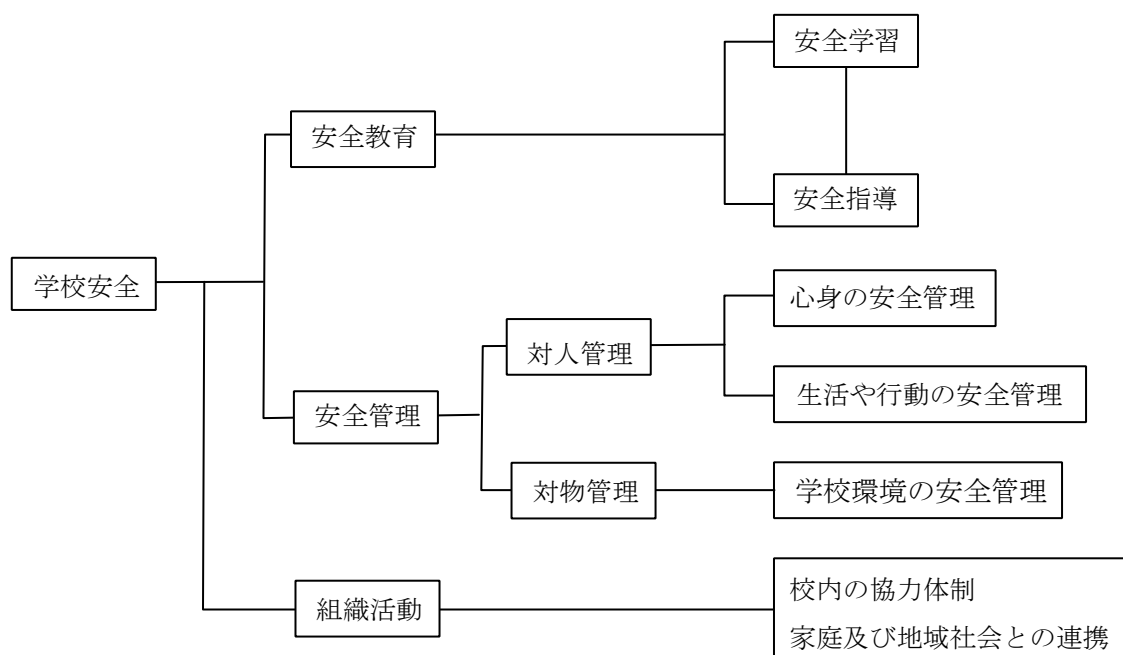 安全学習
安全教育
安全指導
学校安全
心身の安全管理
対人管理
生活や行動の安全管理
安全管理
対物管理
学校環境の安全管理
組織活動
校内の協力体制
家庭及び地域社会との連携